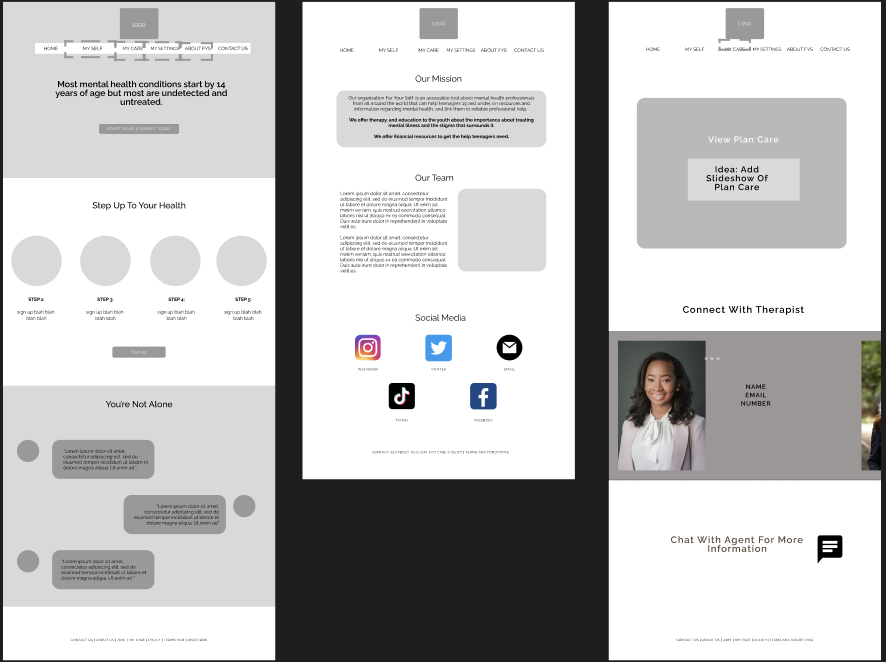 LOGO
HOME MY SELF MY CARE MY SETTINGS ABOUT FYS CONTACT US
Most mental health conditions start by 14
years of age but most are undetected and
untreated.
START YOUR JOURNEY TODAY
Step Up To Your Health
STEP 3: STEP 4: STEP 5:
sign up blah blah sign up blah blah sign up blah blah sign up blah blah
blah blah blah blah blah blah blah blah
Sign up
You're Not Alone
"Lorem ipsum dolor sit amet,
consectetur adipiscing elit, sed do
eiusmod tempor incididunt ut labore et
dolore magna aliqua. Ut enim ad "
"Lorem ipsum dolor sit amet,
consectetur adipiscing elit, sed do
eiusmod tempor incididunt ut labore et
dolore magna aliqua. Ut enim ad"
"Lorem ipsum dolor sit amet,
consectetur adipiscing elit, sed do
eiusmod tempor incididunt ut labore et
dolore magna aliqua. Ut enim ad "
CONTACT US | ABOUT US | JOIN | MY CARE | POLICY | TERMS AND CONDITIONS
LOGO
HOME MY SELF MY CARE MY SETTINGS ABOUT FYS CONTACT US
Our Mission
Our organization For Your Self is an accessible tool about mental health professionals
from all around the world that can help teenagers 19 and under, on resources and
information regarding mental health, and link them to reliable professional help.
We offer therapy, and education to the youth about the importance about treating
mental illness and the stigma that surrounds it.
We offer financial resources to get the help teenagers need.
Our Team
Lorem ipsum dolor sit amet, consectetur
adipiscing elit, sed do eiusmod tempor incididunt
ut labore et dolore magna aliqua. Ut enim ad
minim veniam, quis nostrud exercitation ullamco
laboris nisi ut aliquip ex ea commodo consequat.
Duis aute irure dolor in reprehenderit in voluptate
velit es
Lorem ipsum dolor sit amet, consectetur
adipiscing elit, sed do eiusmod tempor incididunt
ut labore et dolore magna aliqua. Ut enim ad
minim veniam, quis nostrud exercitation ullamco
laboris nisi ut aliquip ex ea commodo consequat.
Duis aute irure dolor in reprehenderit in voluptate
velit es
Social Media
INSTAGRAM TWITTER EMAIL
TIKTOK FACEBOOK
CONTACT US | ABOUT US | JOIN | MY CARE | POLICY | TERMS AND CONDITIONS
LOGO
HOME MY SELF MY CARE MY SETTINGS ABOUT FYS CONTACT US
View Plan Care
Idea: Add
Slideshow Of
Plan Care
Connect With Therapist
NAME
EMAIL
NUMBER
Chat With Agent For More
Information
CONTACT US | ABOUT US | JOIN | MY CARE | POLICY | TERMS AND CONDITIONS